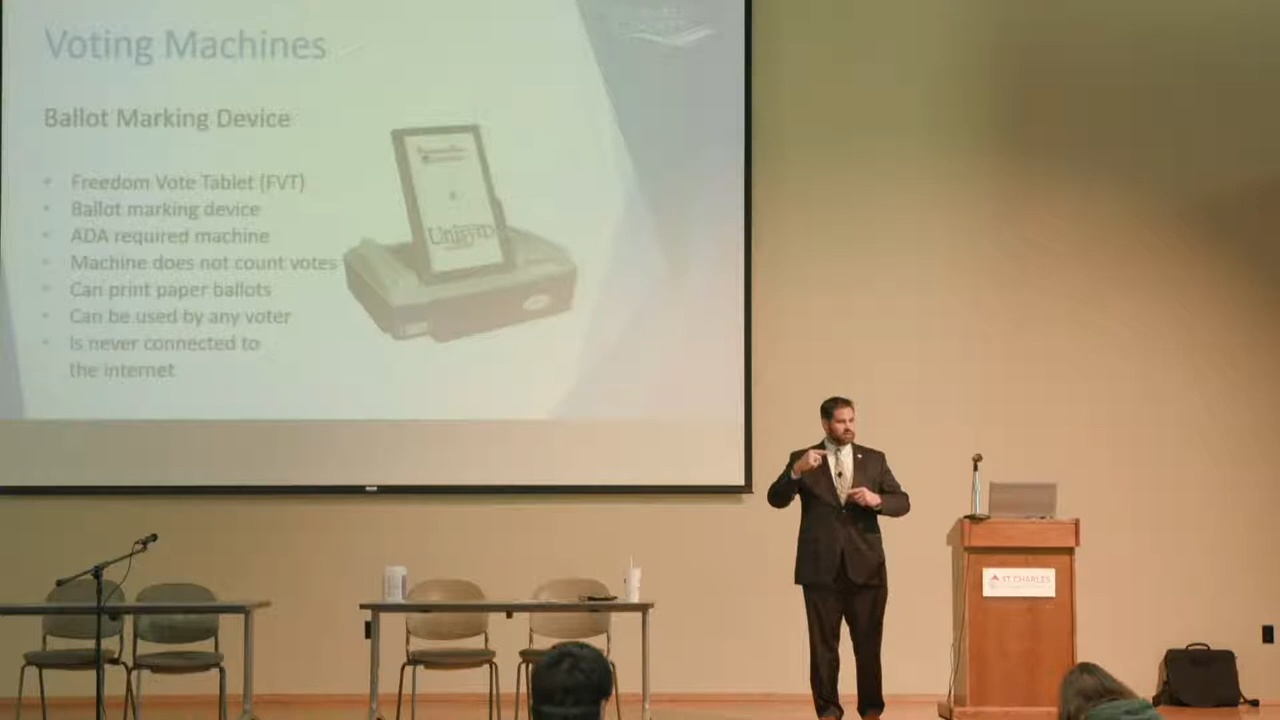 Voting Machines
Ballot Marking Device
• Freedom Vote Tablet (FVT)
• Ballot marking device
• ADA required machine
• Machine does not count votes
• Can print paper ballots
• Can be used by any voter
• Is never connected to
the internet
Unisyn
ST CHARLES